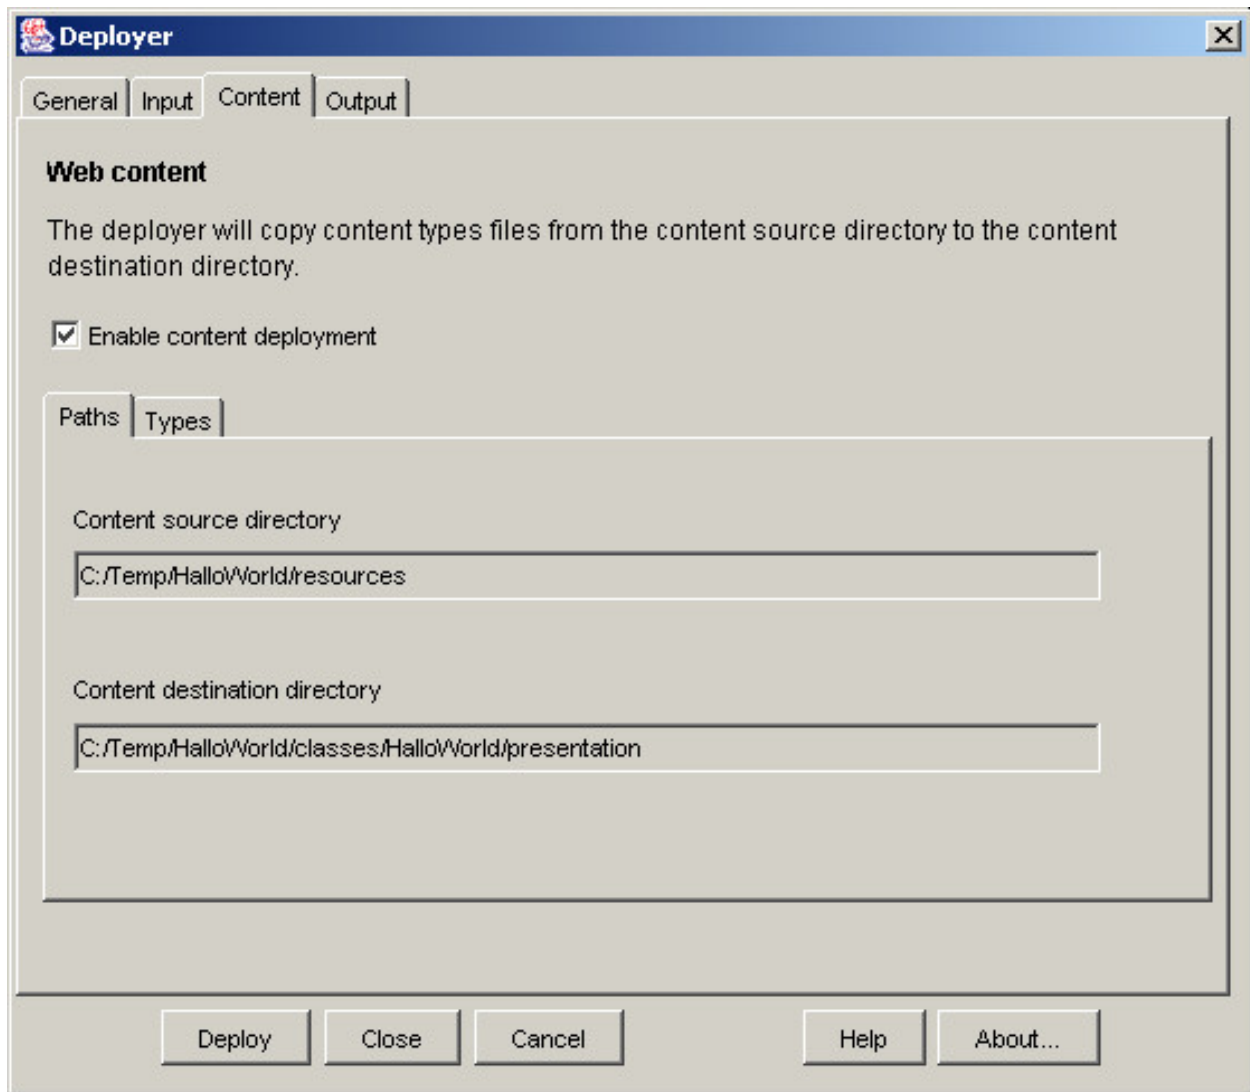 Deployer
General Input Content Output
Web content
The deployer will copy content types files from the content source directory to the content
destination directory.
Enable content deployment
Paths Types
Content source directory
C:/Temp/HalloWorld/resources
Content destination directory
C:/Temp/HalloWorld/classes/HalloWorld/presentation
Deploy Close Cancel Help About...